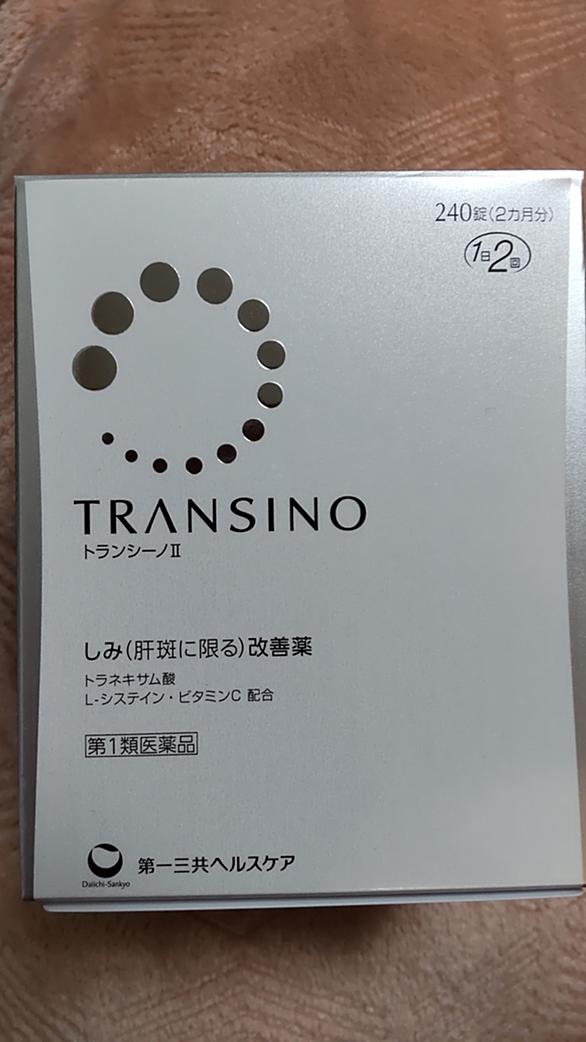 240錠(2カ月分)
1日2回
TRANSINO
トランシーノⅡ
しみ(肝斑に限る)改善薬
トラネキサム酸
L-システイン・ビタミンC 配合
第1類医薬品
Daiichi-Sankyo
第一三共ヘルスケア